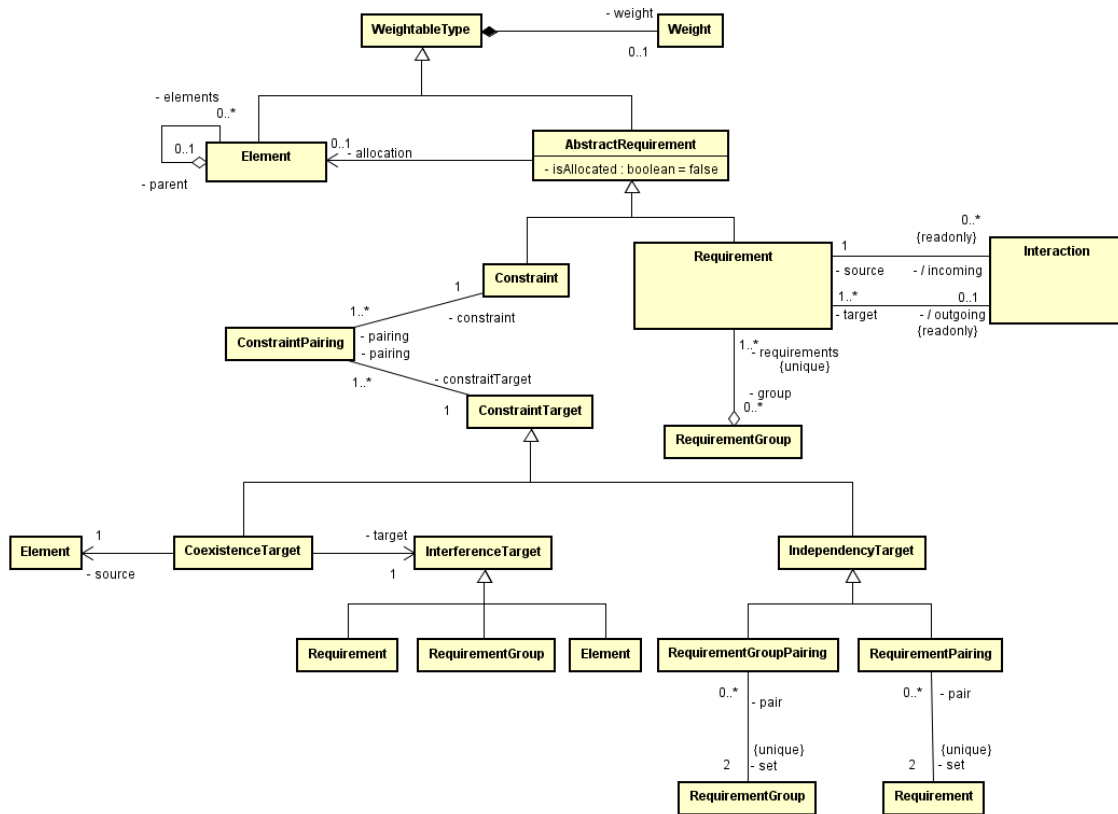 - weight
WeightableType
Weight
0..1
- elements
0..*
0..1
Element
- parent
0..1
- allocation
AbstractRequirement
- isAllocated : boolean = false
0..*
{readonly}
Requirement
1
- source
- / incoming
Interaction
1..*
- target
0..1
- / outgoing
{readonly}
Constraint
1
- constraint
1..*
- pairing
ConstraintPairing
- pairing
1..*
- constraitTarget
1
ConstraintTarget
1..*
- requirements
{unique}
- group
0..*
RequirementGroup
Element
1
- source
CoexistenceTarget
- target
1
InterferenceTarget
IndependencyTarget
Requirement
RequirementGroup
Element
RequirementGroupPairing
RequirementPairing
0..*
- pair
0..*
- pair
{unique}
2
- set
{unique}
2
- set
RequirementGroup
Requirement